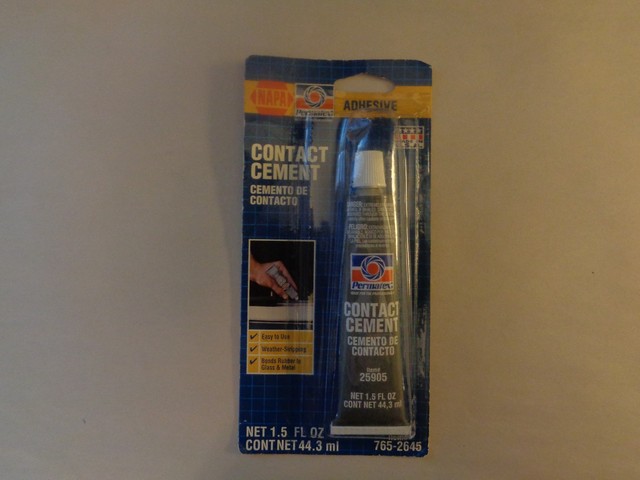 NAPA
Permatex
ADHESIVE
CONTACT
CEMENT
CEMENTO DE
CONTACTO
Easy to Use
Weather-Stripping
Bonds Rubber to
Glass & Metal
NET 1.5 FL OZ
CONT NET 44.3 ml
765-2645
Permatex
CONTACT
CEMENT
CEMENTO DE
CONTACTO
Item#
25905
NET 1.5 FL OZ
CONT NET 44.3 ml